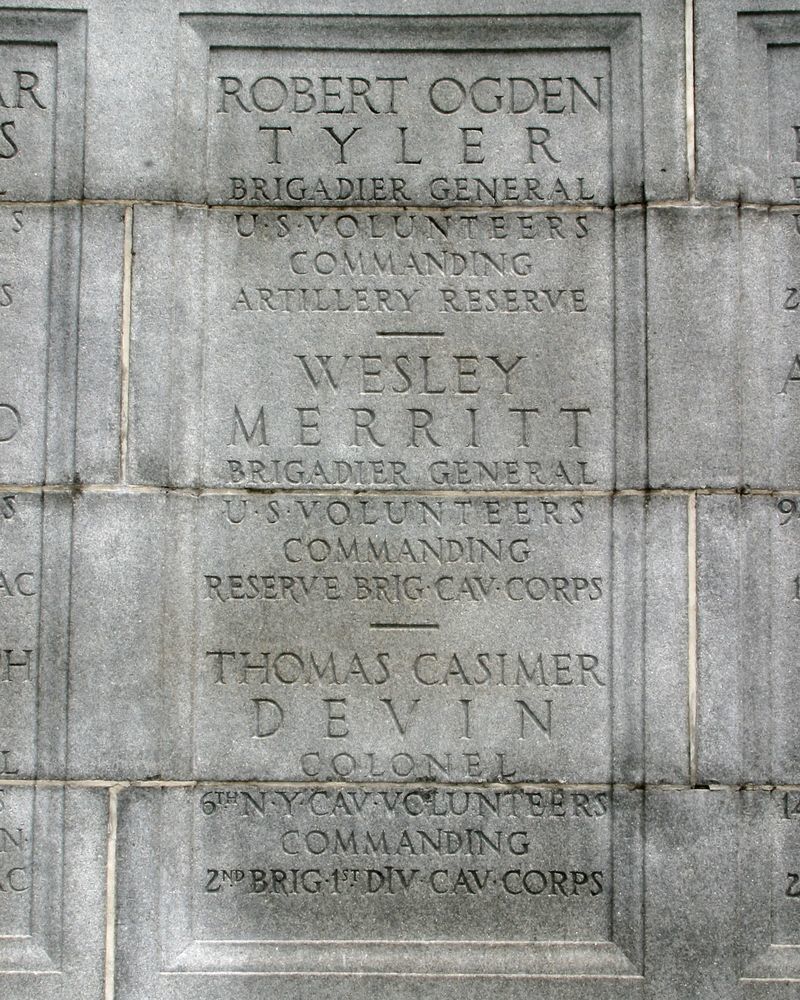 ROBERT OGDEN
TYLER
BRIGADIER GENERAL
U·S·VOLUNTEERS
COMMANDING
ARTILLERY RESERVE
WESLEY
MERRITT
BRIGADIER GENERAL
U·S·VOLUNTEERS
COMMANDING
RESERVE BRIG·CAV·CORPS
THOMAS CASIMER
DEVIN
COLONEL
6TH N·Y·CAV·VOLUNTEERS
COMMANDING
2ND BRIG·1ST DIV·CAV·CORPS